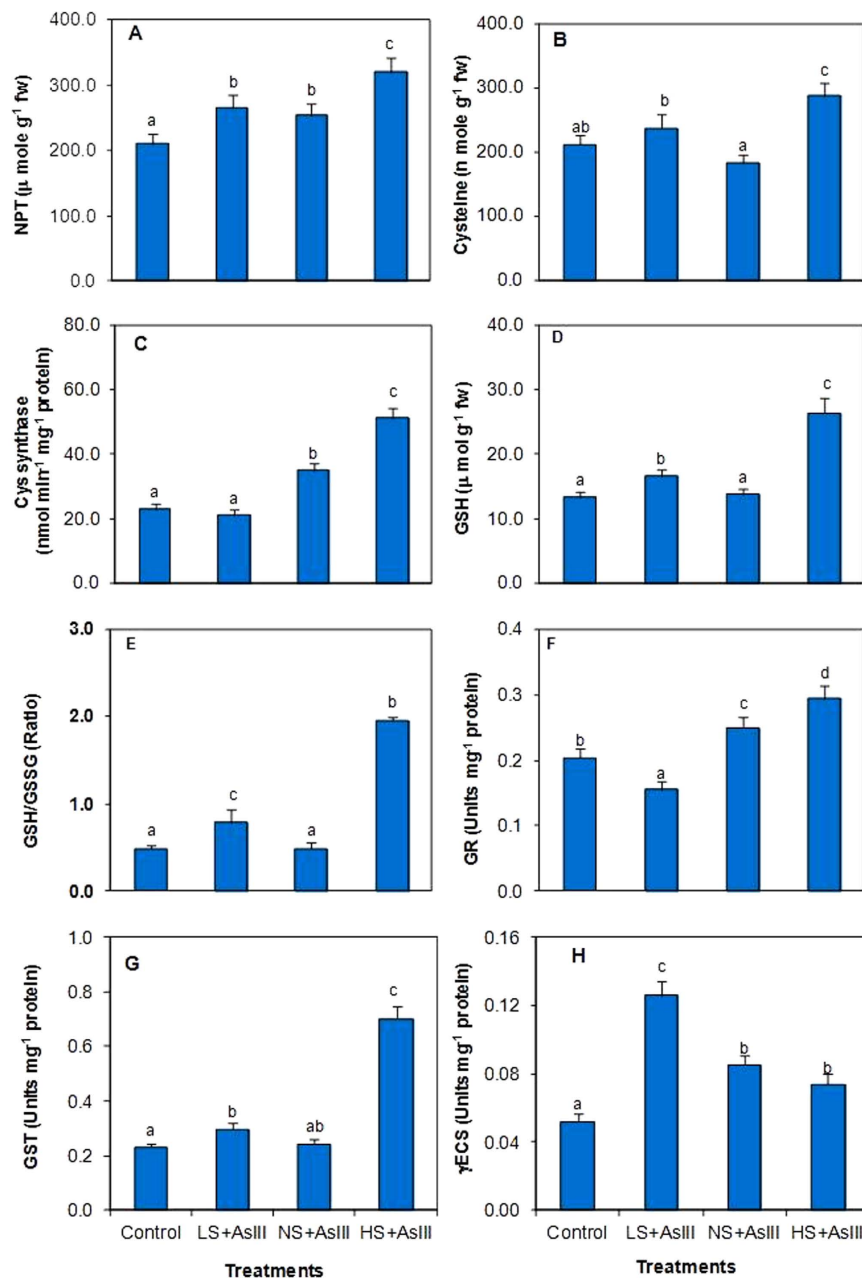 A
NPT (µ mole g-1 fw)
400.0
300.0
200.0
100.0
0.0
a
b
b
c
B
Cysteine (n mole g-1 fw)
400.0
300.0
200.0
100.0
0.0
ab
b
a
c
C
Cys synthase
(nmol min-1 mg-1 protein)
80.0
60.0
40.0
20.0
0.0
a
a
b
c
D
GSH (µ mol g-1 fw)
40.0
30.0
20.0
10.0
0.0
a
b
a
c
E
GSH/GSSG (Ratio)
3.0
2.0
1.0
0.0
a
c
a
b
F
GR (Units mg-1 protein)
0.4
0.3
0.2
0.1
0.0
b
a
c
d
G
GST (Units mg-1 protein)
1.0
0.8
0.6
0.4
0.2
0.0
a
b
ab
c
Control LS+AsIII NS+AsIII HS+AsIII
Treatments
H
γECS (Units mg-1 protein)
0.16
0.12
0.08
0.04
0.00
a
c
b
b
Control LS+AsIII NS+AsIII HS+AsIII
Treatments